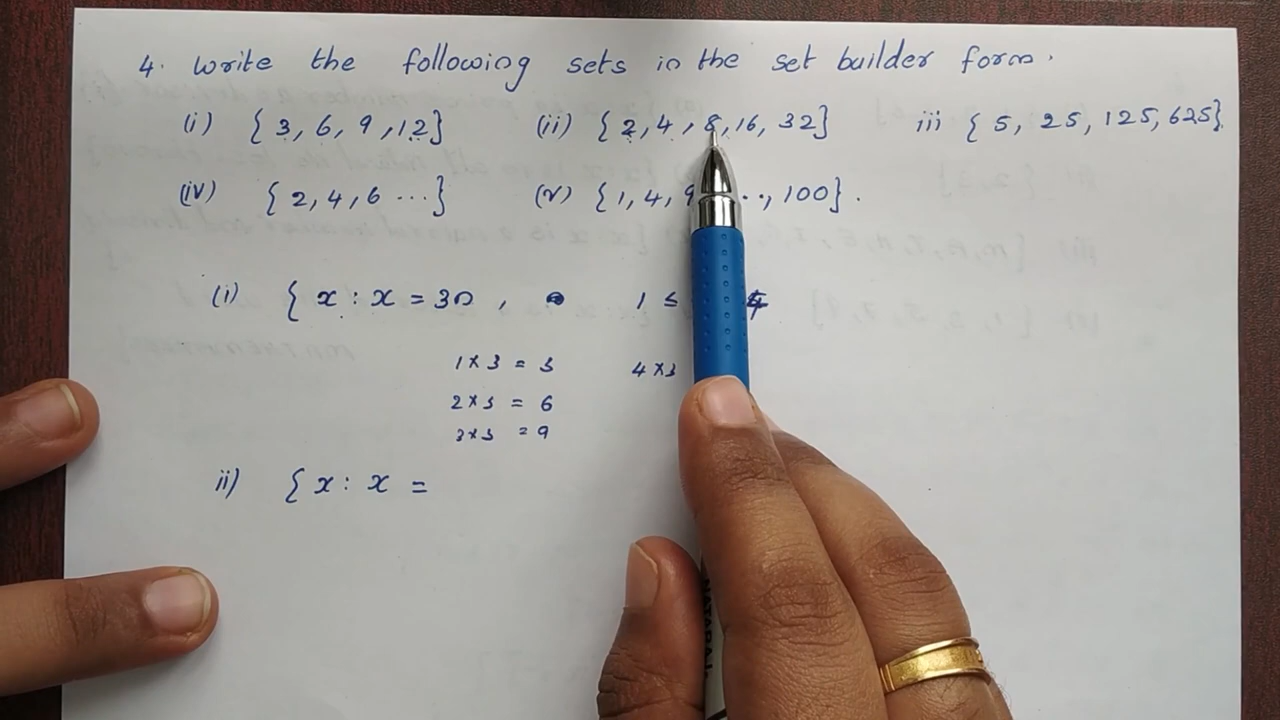 4. Write the following sets in the set builder form.
(i) {3, 6, 9, 12} (ii) {2, 4, 8, 16, 32} iii {5, 25, 125, 625}.
(iv) {2, 4, 6 ...} (v) {1, 4, 9 .., 100}.
(i) { x : x = 3n , 1 ≤ 4
1 x 3 = 3 4 x 3
2 x 3 = 6
3 x 3 = 9
ii) { x : x =
NATARAJ